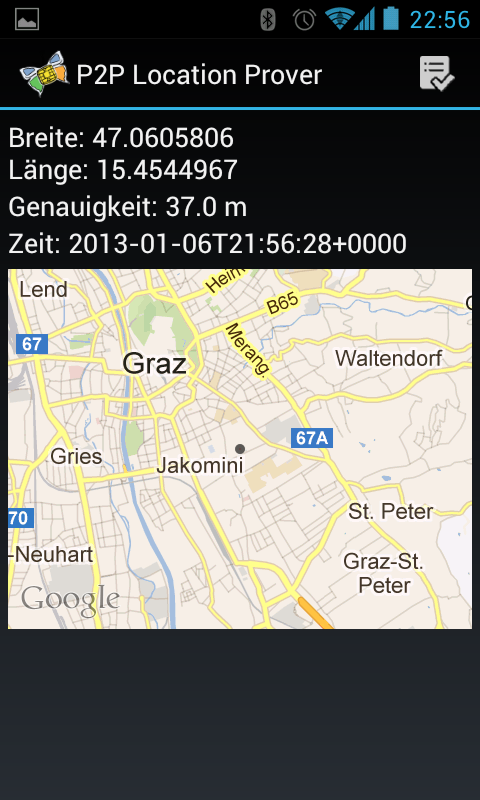 22:56
P2P Location Prover
Breite: 47.0605806
Länge: 15.4544967
Genauigkeit: 37.0 m
Zeit: 2013-01-06T21:56:28+0000
Lend
B65
67
Merang.
Graz
Waltendorf
67A
Gries
Jakomini
70
St. Peter
-Neuhart
Graz-St.
Peter
Google